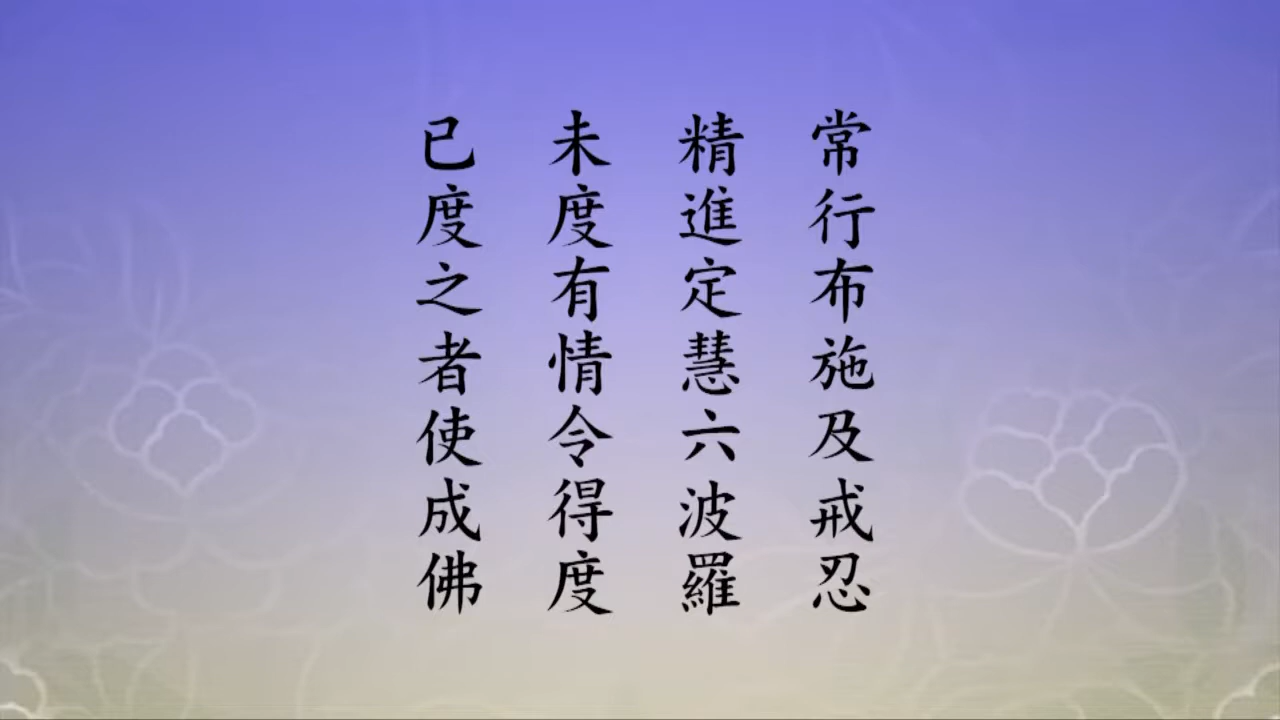 常行布施及戒忍
精進定慧六波羅
未度有情令得度
已度之者使成佛